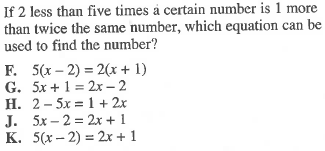 If 2 less than five times a certain number is 1 more
than twice the same number, which equation can be
used to find the number?
F. 5(x – 2) = 2(x + 1)
G. 5x + 1 = 2x – 2
H. 2 – 5x = 1 + 2x
J. 5x – 2 = 2x + 1
K. 5(x – 2) = 2x + 1